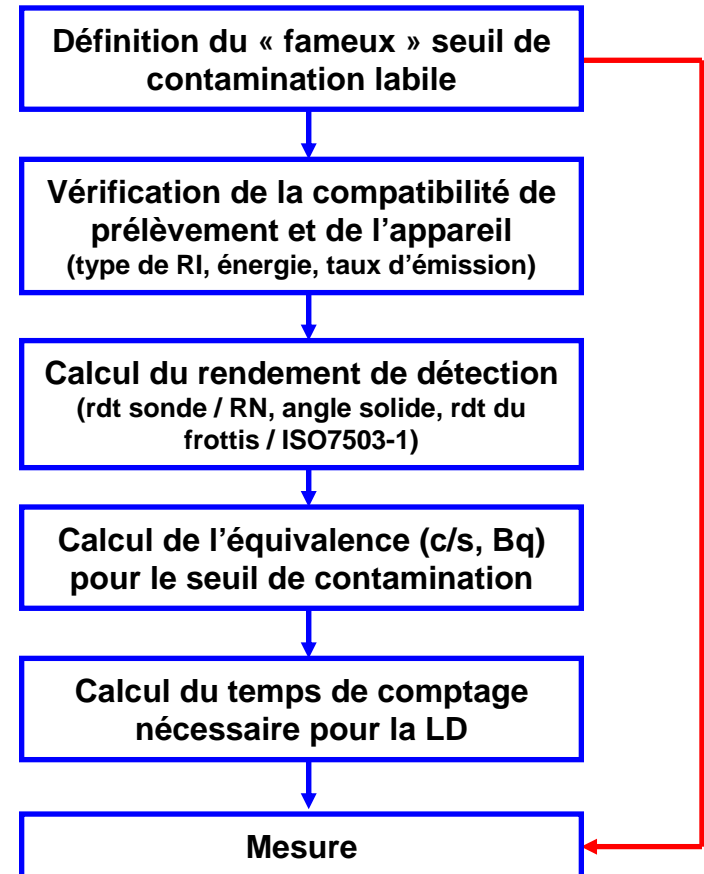 Définition du « fameux » seuil de
contamination labile
Vérification de la compatibilité de
prélèvement et de l’appareil
(type de RI, énergie, taux d’émission)
Calcul du rendement de détection
(rdt sonde / RN, angle solide, rdt du
frottis / ISO7503-1)
Calcul de l’équivalence (c/s, Bq)
pour le seuil de contamination
Calcul du temps de comptage
nécessaire pour la LD
Mesure